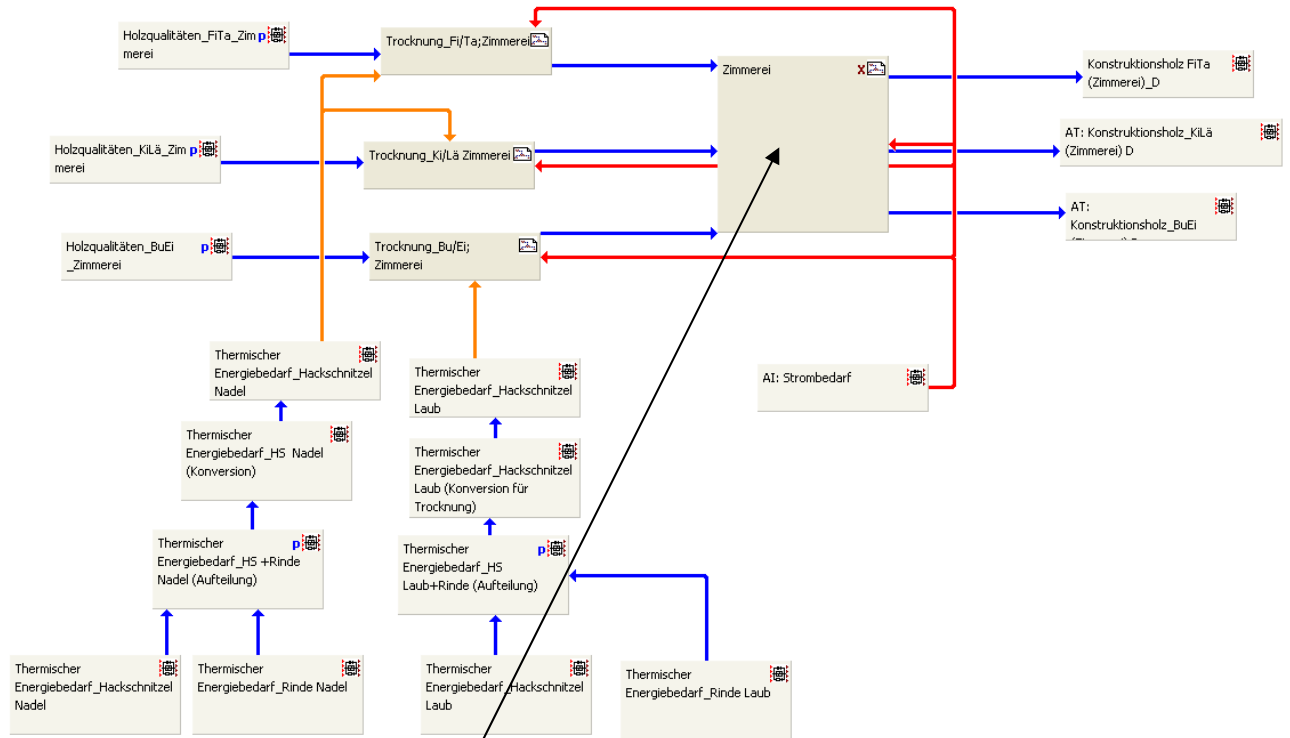 Holzqualitäten_FiTa_Zim p
merei
Trocknung_Fi/Ta;Zimmerei
Zimmerei X
Konstruktionsholz FiTa
(Zimmerei)_D
Holzqualitäten_KiLä_Zim p
merei
Trocknung_Ki/Lä Zimmerei
AT: Konstruktionsholz_KiLä
(Zimmerei) D
Holzqualitäten_BuEi p
_Zimmerei
Trocknung_Bu/Ei;
Zimmerei
AT:
Konstruktionsholz_BuEi
Thermischer
Energiebedarf_Hackschnitzel
Nadel
Thermischer
Energiebedarf_Hackschnitzel
Laub
AI: Strombedarf
Thermischer
Energiebedarf_HS Nadel
(Konversion)
Thermischer
Energiebedarf_Hackschnitzel
Laub (Konversion für
Trocknung)
Thermischer p
Energiebedarf_HS +Rinde
Nadel (Aufteilung)
Thermischer p
Energiebedarf_HS
Laub+Rinde (Aufteilung)
Thermischer
Energiebedarf_Hackschnitzel
Nadel
Thermischer
Energiebedarf_Rinde Nadel
Thermischer
Energiebedarf_Hackschnitzel
Laub
Thermischer
Energiebedarf_Rinde Laub